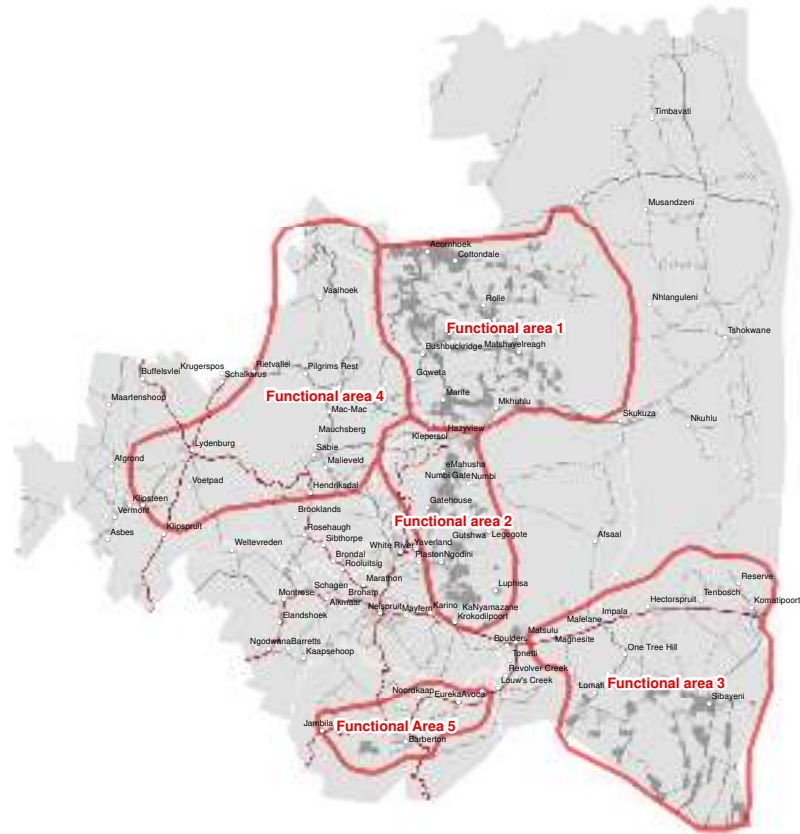 Timbavati
Musandzeni
Acornhoek
Cottondale
Vaalhoek
Nhlanguleni
Rolle
Functional area 1
Tshokwane
Bushbuckridge
Matshayelreagh
Buffelsvlei
Krugerspos
Rietvallei
Pilgrims Rest
Schalksrus
Gqweta
Maartenshoop
Functional area 4
Marite
Mac-Mac
Mkhuhlu
Skukuza
Nkuhlu
Mauchsberg
Kiepersol
Hazyview
Lydenburg
Sabie
Afgrond
Malieveld
eMahusha
Numbi Gate
Numbi
Voetpad
Hendriksdal
Klipsteen
Gatehouse
Vermont
Brooklands
Functional area 2
Asbes
Klipspruit
Rosehaugh
Sibthorpe
Gutshwa
Legogote
Afsaal
Weltevreden
White River
Yaverland
Brondal
Plaston
Ngodini
Rooiuitsig
Luphisa
Reserve
Schagen
Marathon
Montrose
Broham
Tenbosch
Hectorspruit
Komatipoort
Alkmaar
Nelspruit
Mayfern
Karino
KaNyamazane
Impala
Elandshoek
Krokodilpoort
Malelane
Matsulu
Magnesite
Ngodwana
Barretts
Boulders
Kaapsehoop
Tonetti
One Tree Hill
Revolver Creek
Louw's Creek
Functional area 3
Lomati
Noordkaap
Eureka
Avoca
Sibayeni
Jambila
Functional Area 5
Barberton